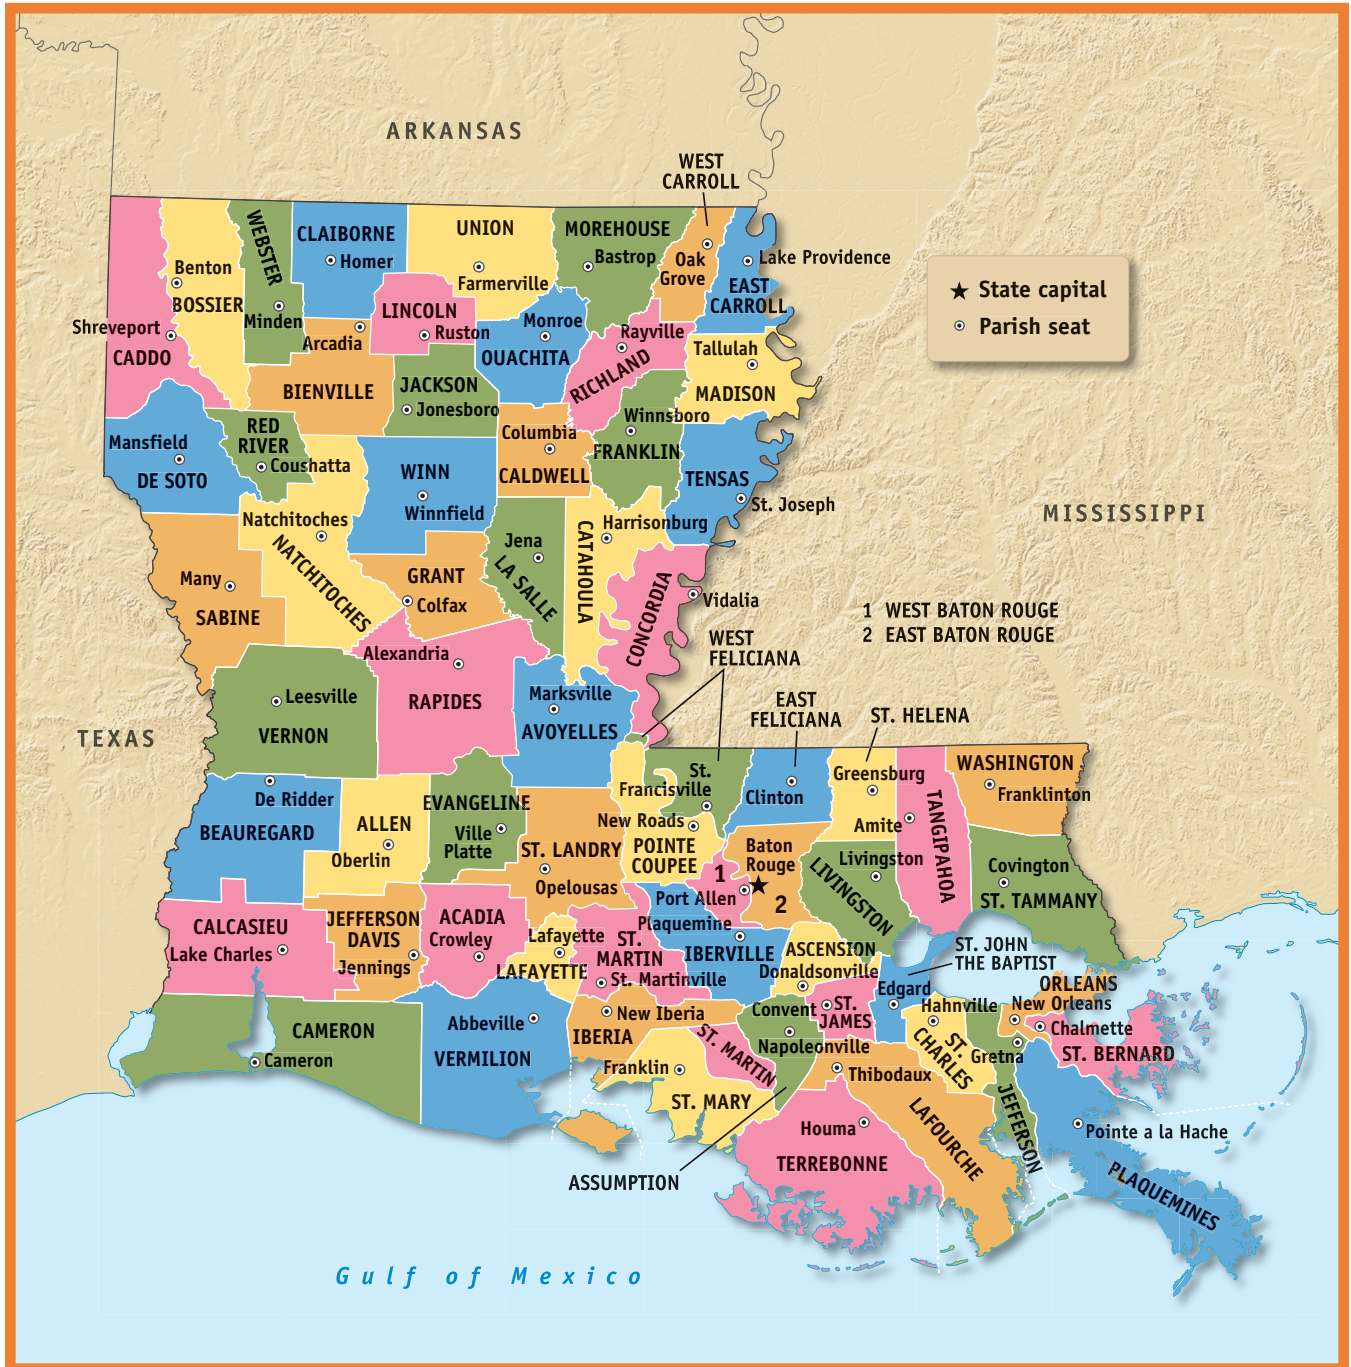 ARKANSAS
WEST
CARROLL
WEBSTER
CLAIBORNE
Homer
UNION
Farmerville
MOREHOUSE
Bastrop
Oak
Grove
Lake Providence
EAST
CARROLL
Benton
BOSSIER
Minden
Shreveport
CADDO
Arcadia
LINCOLN
Ruston
Monroe
OUACHITA
Rayville
RICHLAND
Tallulah
MADISON
State capital
Parish seat
BIENVILLE
JACKSON
Jonesboro
Winnsboro
FRANKLIN
Columbia
CALDWELL
RED
RIVER
Coushatta
Mansfield
DE SOTO
WINN
Winnfield
TENSAS
St. Joseph
MISSISSIPPI
Natchitoches
NATCHITOCHES
Harrisonburg
CATAHOULA
Jena
LA SALLE
GRANT
Colfax
Many
SABINE
CONCORDIA
Vidalia
1 WEST BATON ROUGE
2 EAST BATON ROUGE
WEST
FELICIANA
Alexandria
RAPIDES
Leesville
VERNON
Marksville
AVOYELLES
EAST
FELICIANA
ST. HELENA
TEXAS
De Ridder
BEAUREGARD
ALLEN
Oberlin
EVANGELINE
Ville
Platte
ST. LANDRY
Opelousas
St.
Francisville
New Roads
POINTE
COUPEE
Clinton
Greensburg
Amite
TANGIPAHOA
WASHINGTON
Franklinton
Baton
Rouge
1
2
Port Allen
Livingston
LIVINGSTON
Covington
ST. TAMMANY
CALCASIEU
Lake Charles
JEFFERSON
DAVIS
Jennings
ACADIA
Crowley
Lafayette
LAFAYETTE
ST.
MARTIN
St. Martinville
Plaquemine
IBERVILLE
ASCENSION
Donaldsonville
ST. JOHN
THE BAPTIST
Edgard
Convent
ST.
JAMES
Hahnville
ST.
CHARLES
ORLEANS
New Orleans
Chalmette
ST. BERNARD
Gretna
JEFFERSON
CAMERON
Cameron
Abbeville
VERMILION
New Iberia
IBERIA
Franklin
ST. MARY
ST. MARTIN
Napoleonville
Thibodaux
LAFOURCHE
Houma
TERREBONNE
ASSUMPTION
Pointe a la Hache
PLAQUEMINES
Gulf of Mexico